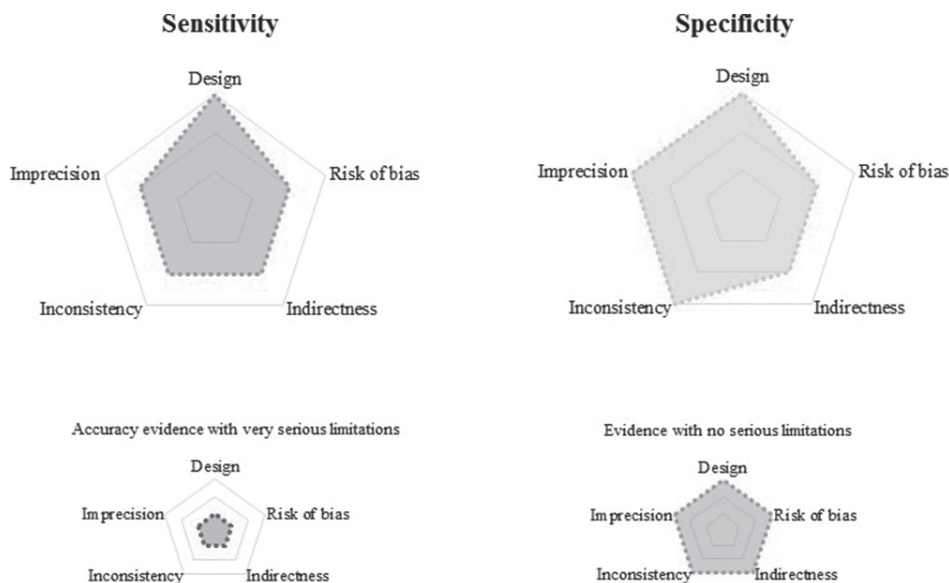 Sensitivity
Design
Imprecision
Risk of bias
Inconsistency
Indirectness
Specificity
Design
Imprecision
Risk of bias
Inconsistency
Indirectness
Accuracy evidence with very serious limitations
Design
Imprecision
Risk of bias
Inconsistency
Indirectness
Evidence with no serious limitations
Design
Imprecision
Risk of bias
Inconsistency
Indirectness